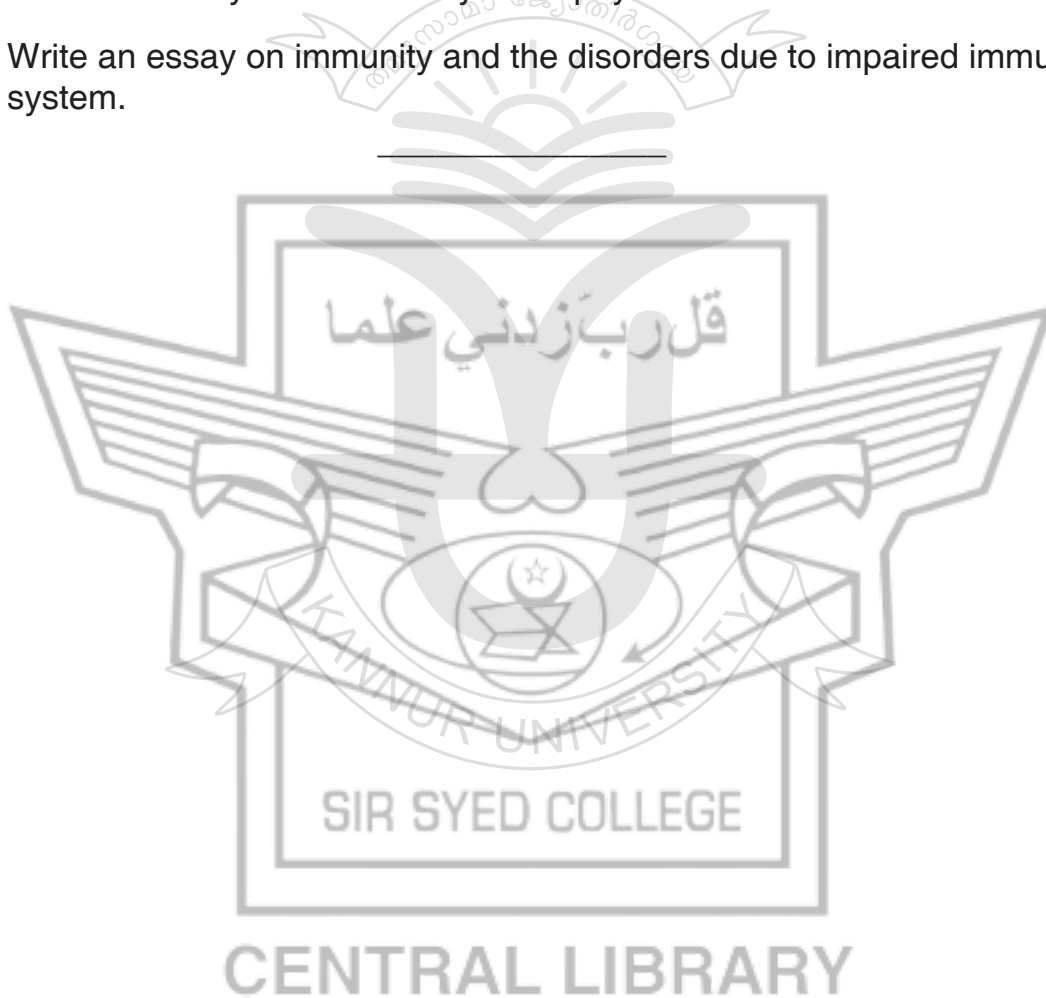 Write an essay on immunity and the disorders due to impaired immu
system.
قل ربّ زدني علما
KANNUR UNIVERSITY
SIR SYED COLLEGE
CENTRAL LIBRARY